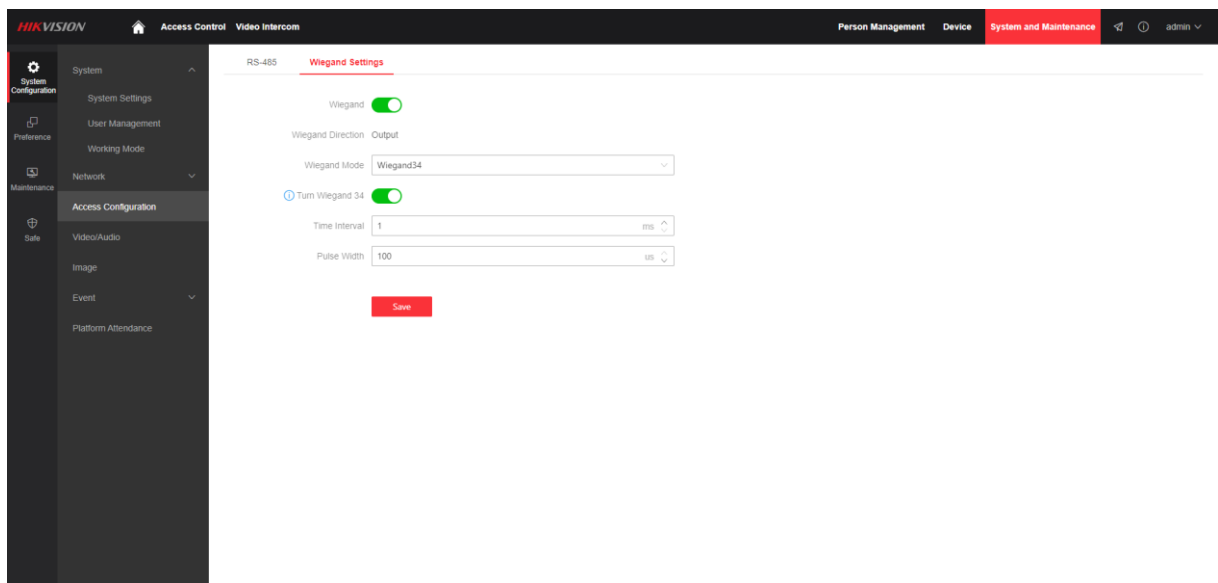 HIKVISION Access Control Video Intercom Person Management Device System and Maintenance admin
System Configuration
Preference
Maintenance
Safe
System
System Settings
User Management
Working Mode
Network
Access Configuration
Video/Audio
Image
Event
Platform Attendance
RS-485 Wiegand Settings
Wiegand
Wiegand Direction Output
Wiegand Mode Wiegand34
Turn Wiegand 34
Time Interval 1 ms
Pulse Width 100 us
Save